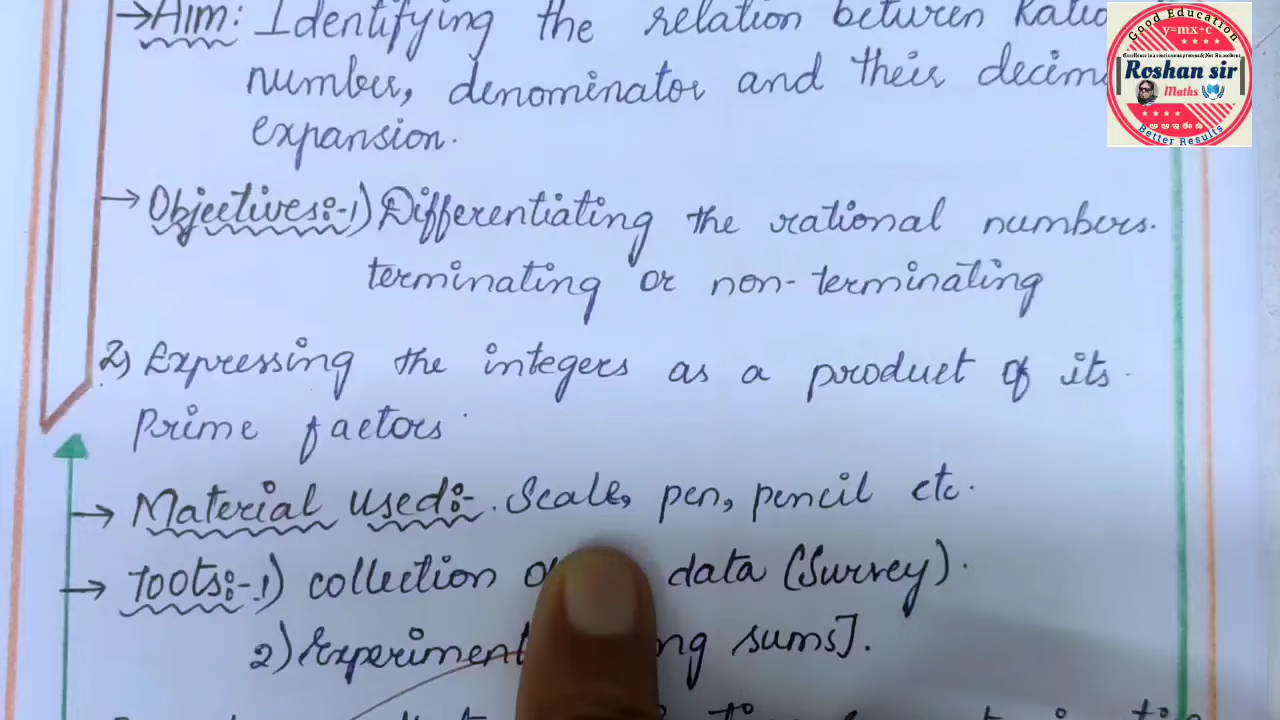 →Aim: Identifying the relation between Ratio
number, denominator and their decim
expansion.
→ Objectives:-1) Differentiating the rational numbers.
terminating or non-terminating
2) Expressing the integers as a product of its
Prime factors
→ Material Used:- Scale, pen, pencil etc.
→ Tools:-1) collection data (Survey).
2) Experiment sums].
Good Education
y=mx+c
Roshan sir
Maths
Better Results